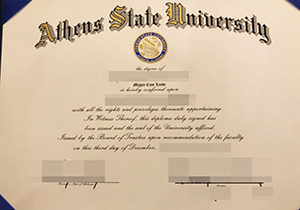 Athens State University
the degree of
Magna Cum Laude
is hereby conferred upon
with all the rights and privileges thereunto appertaining.
In Witness Thereof, this diploma duly signed has
been issued and the seal of the University affixed.
Issued by the Board of Trustees upon recommendation of the faculty
on this third day of December,